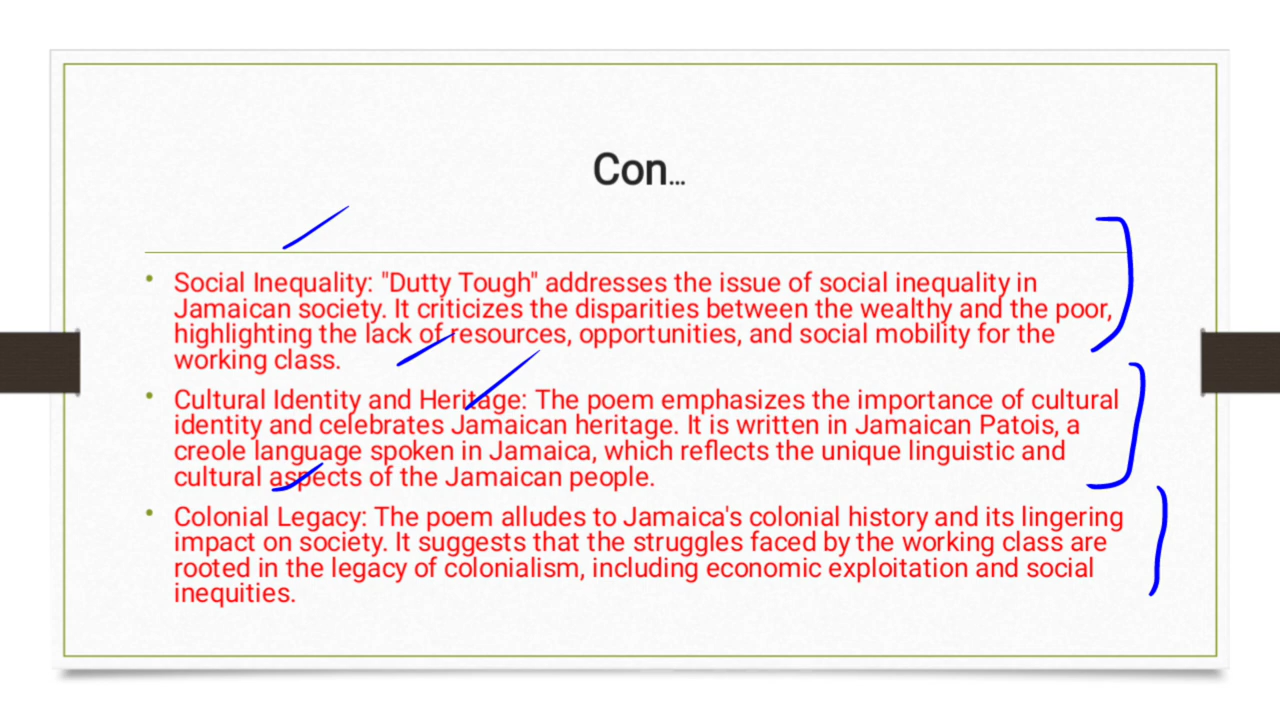 Con...
• Social Inequality: "Dutty Tough" addresses the issue of social inequality in
Jamaican society. It criticizes the disparities between the wealthy and the poor,
highlighting the lack of resources, opportunities, and social mobility for the
working class.
• Cultural Identity and Heritage: The poem emphasizes the importance of cultural
identity and celebrates Jamaican heritage. It is written in Jamaican Patois, a
creole language spoken in Jamaica, which reflects the unique linguistic and
cultural aspects of the Jamaican people.
• Colonial Legacy: The poem alludes to Jamaica's colonial history and its lingering
impact on society. It suggests that the struggles faced by the working class are
rooted in the legacy of colonialism, including economic exploitation and social
inequities.